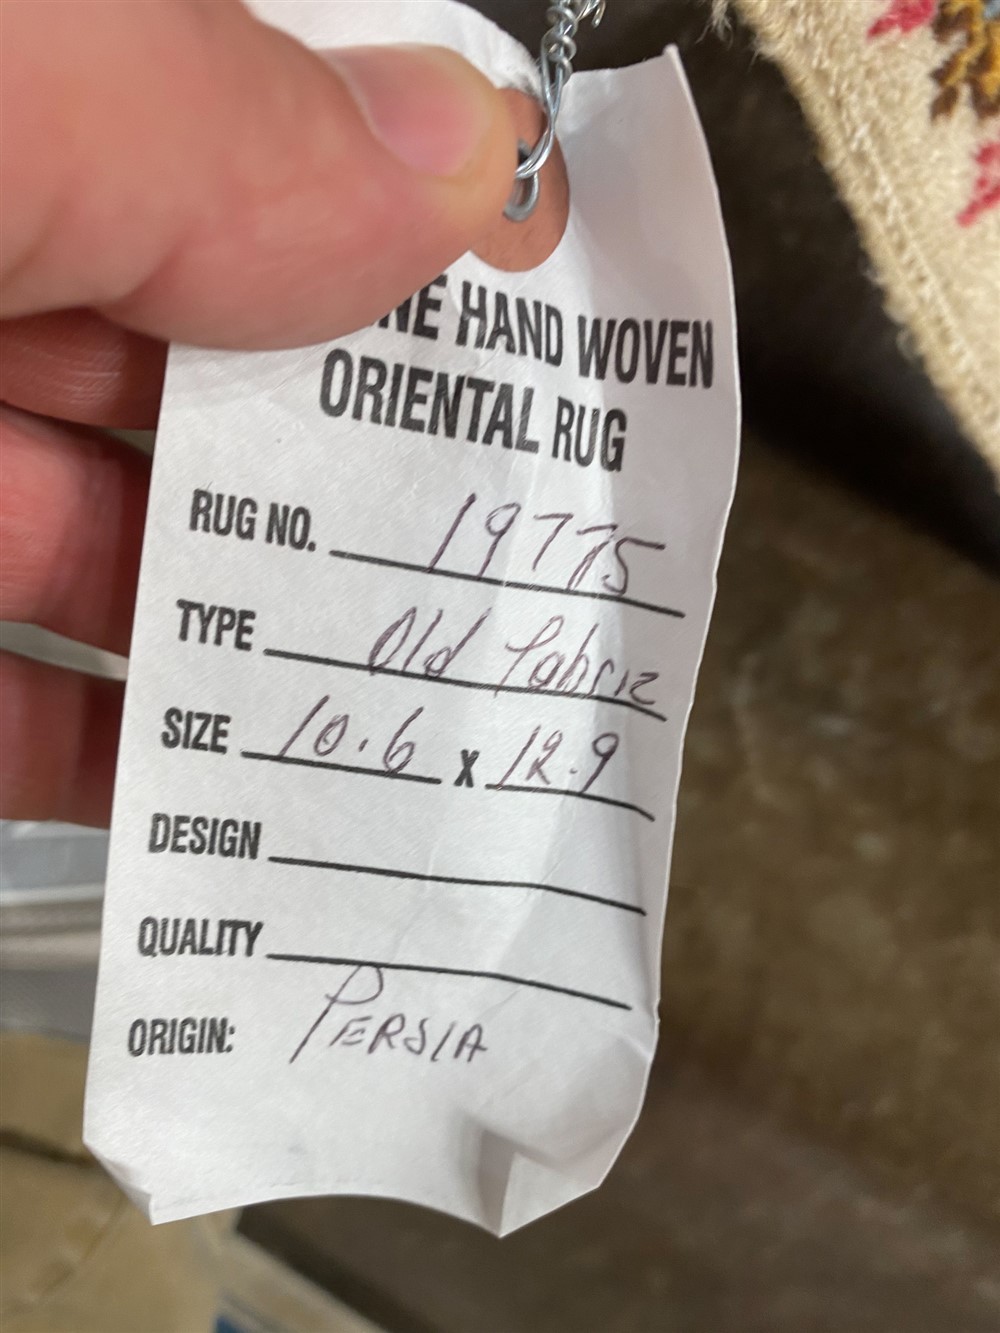 HAND WOVEN
ORIENTAL RUG
RUG NO. 19775
TYPE Old Tabriz
SIZE 10.6 x 12.9
DESIGN
QUALITY
ORIGIN: PERSIA